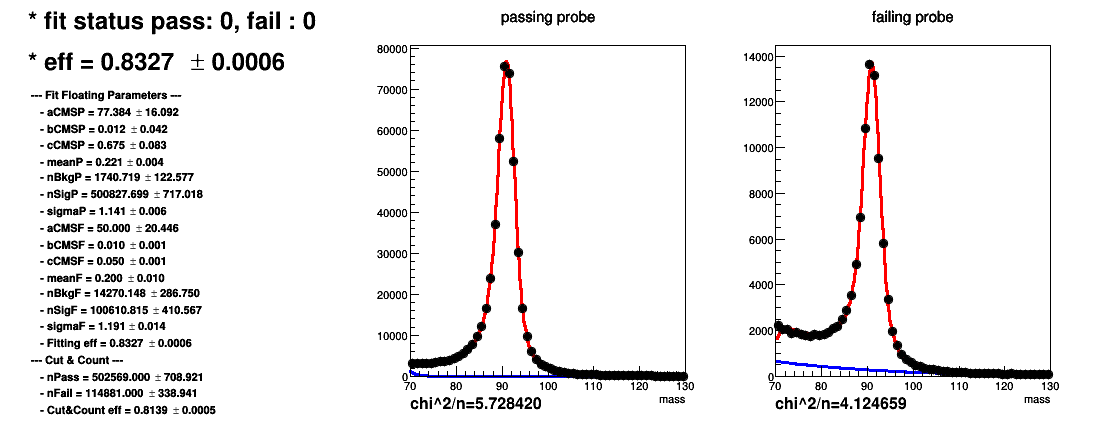 * fit status pass: 0, fail : 0
* eff = 0.8327 ± 0.0006
--- Fit Floating Parameters ---
- aCMSP = 77.384 ± 16.092
- bCMSP = 0.012 ± 0.042
- cCMSP = 0.675 ± 0.083
- meanP = 0.221 ± 0.004
- nBkgP = 1740.719 ± 122.577
- nSigP = 500827.699 ± 717.018
- sigmaP = 1.141 ± 0.006
- aCMSF = 50.000 ± 20.446
- bCMSF = 0.010 ± 0.001
- cCMSF = 0.050 ± 0.001
- meanF = 0.200 ± 0.010
- nBkgF = 14270.148 ± 286.750
- nSigF = 100610.815 ± 410.567
- sigmaF = 1.191 ± 0.014
- Fitting eff = 0.8327 ± 0.0006
--- Cut & Count ---
- nPass = 502569.000 ± 708.921
- nFail = 114881.000 ± 338.941
- Cut&Count eff = 0.8139 ± 0.0005
passing probe
80000
70000
60000
50000
40000
30000
20000
10000
0
70 80 90 100 110 120 130
mass
chi^2/n=5.728420
failing probe
14000
12000
10000
8000
6000
4000
2000
0
70 80 90 100 110 120 130
mass
chi^2/n=4.124659